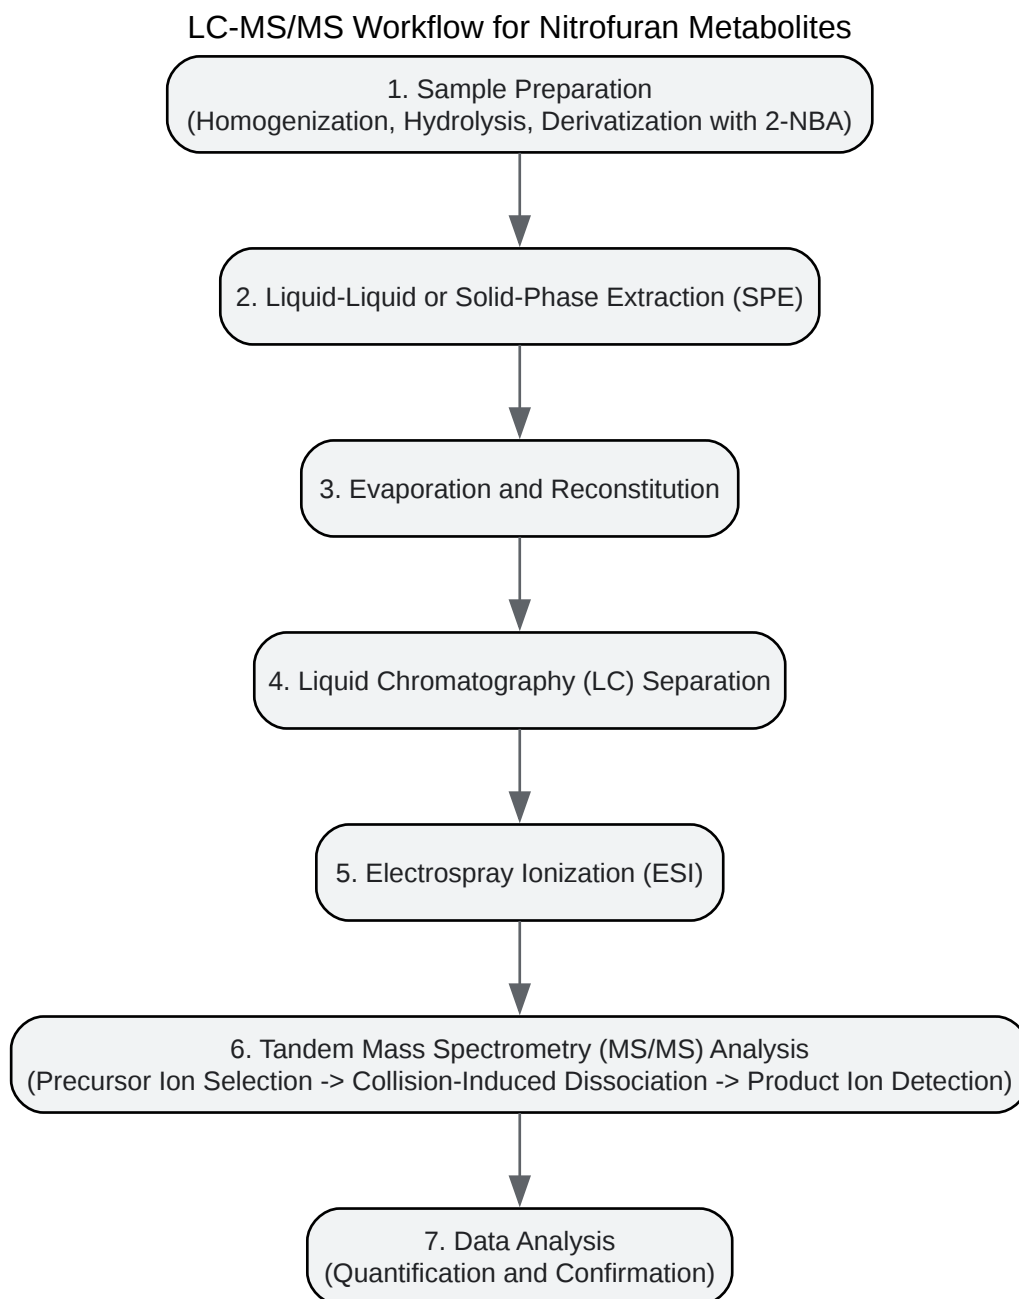 LC-MS/MS Workflow for Nitrofuran Metabolites
1. Sample Preparation
(Homogenization, Hydrolysis, Derivatization with 2-NBA)
2. Liquid-Liquid or Solid-Phase Extraction (SPE)
3. Evaporation and Reconstitution
4. Liquid Chromatography (LC) Separation
5. Electrospray Ionization (ESI)
6. Tandem Mass Spectrometry (MS/MS) Analysis
(Precursor Ion Selection -> Collision-Induced Dissociation -> Product Ion Detection)
7. Data Analysis
(Quantification and Confirmation)